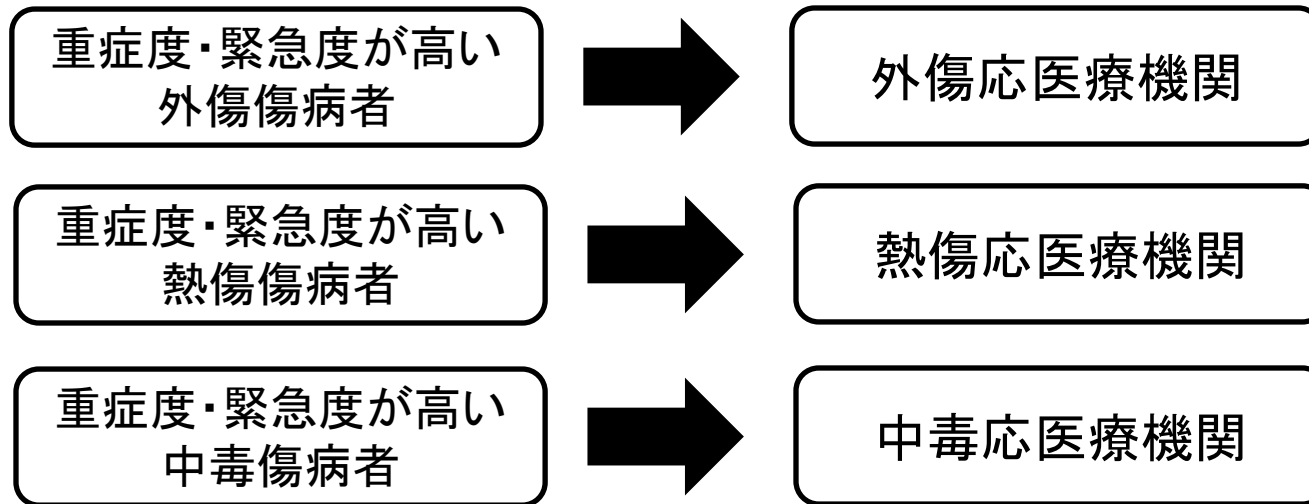 重症度・緊急度が高い
外傷傷病者
外傷応医療機関
重症度・緊急度が高い
熱傷傷病者
熱傷応医療機関
重症度・緊急度が高い
中毒傷病者
中毒応医療機関